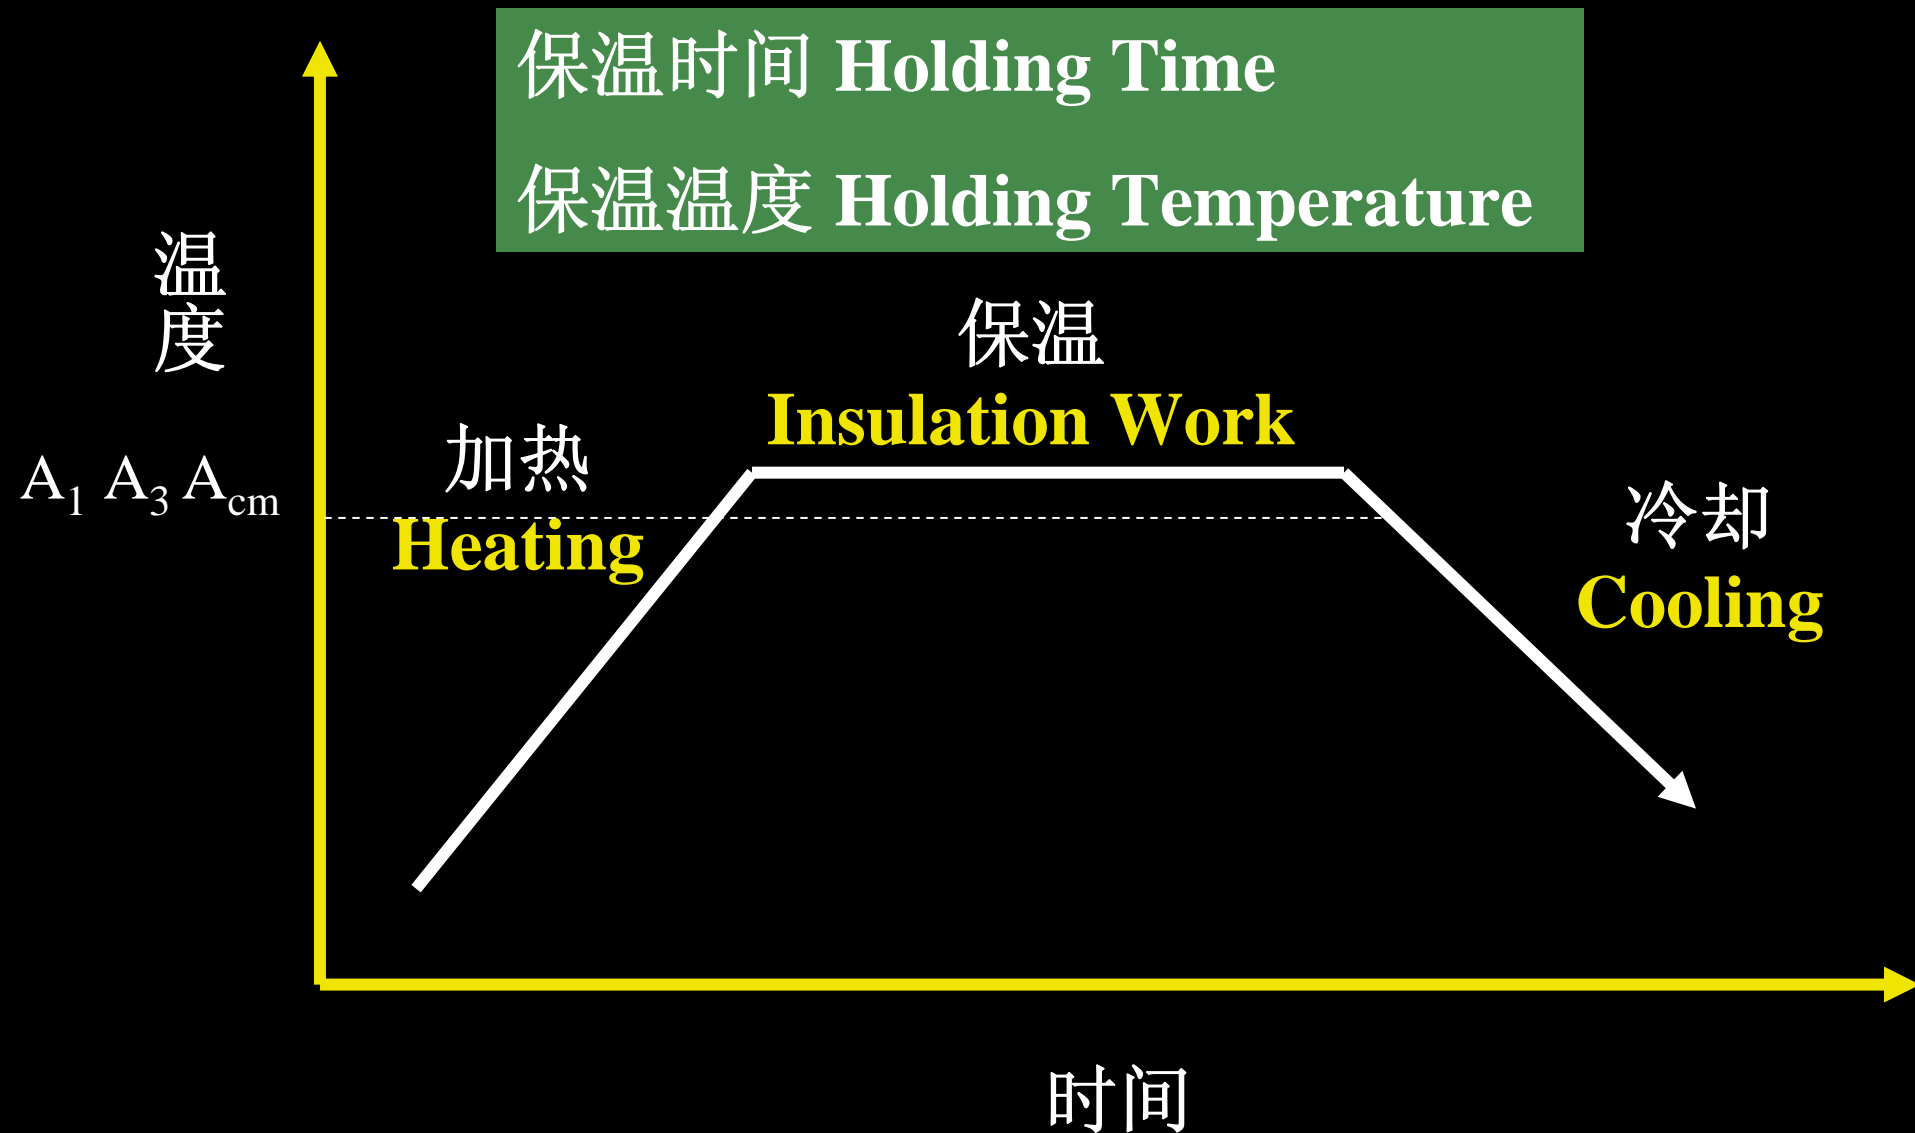 保温时间 Holding Time
保温温度 Holding Temperature
温
度
保温
Insulation Work
加热
Heating
A1 A3 Acm
冷却
Cooling
时间